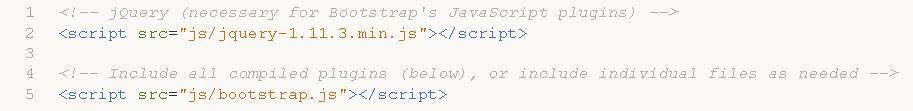 1 <!-- jQuery (necessary for Bootstrap's JavaScript plugins) -->
2 <script src="js/jquery-1.11.3.min.js"></script>
3
4 <!-- Include all compiled plugins (below), or include individual files as needed -->
5 <script src="js/bootstrap.js"></script>